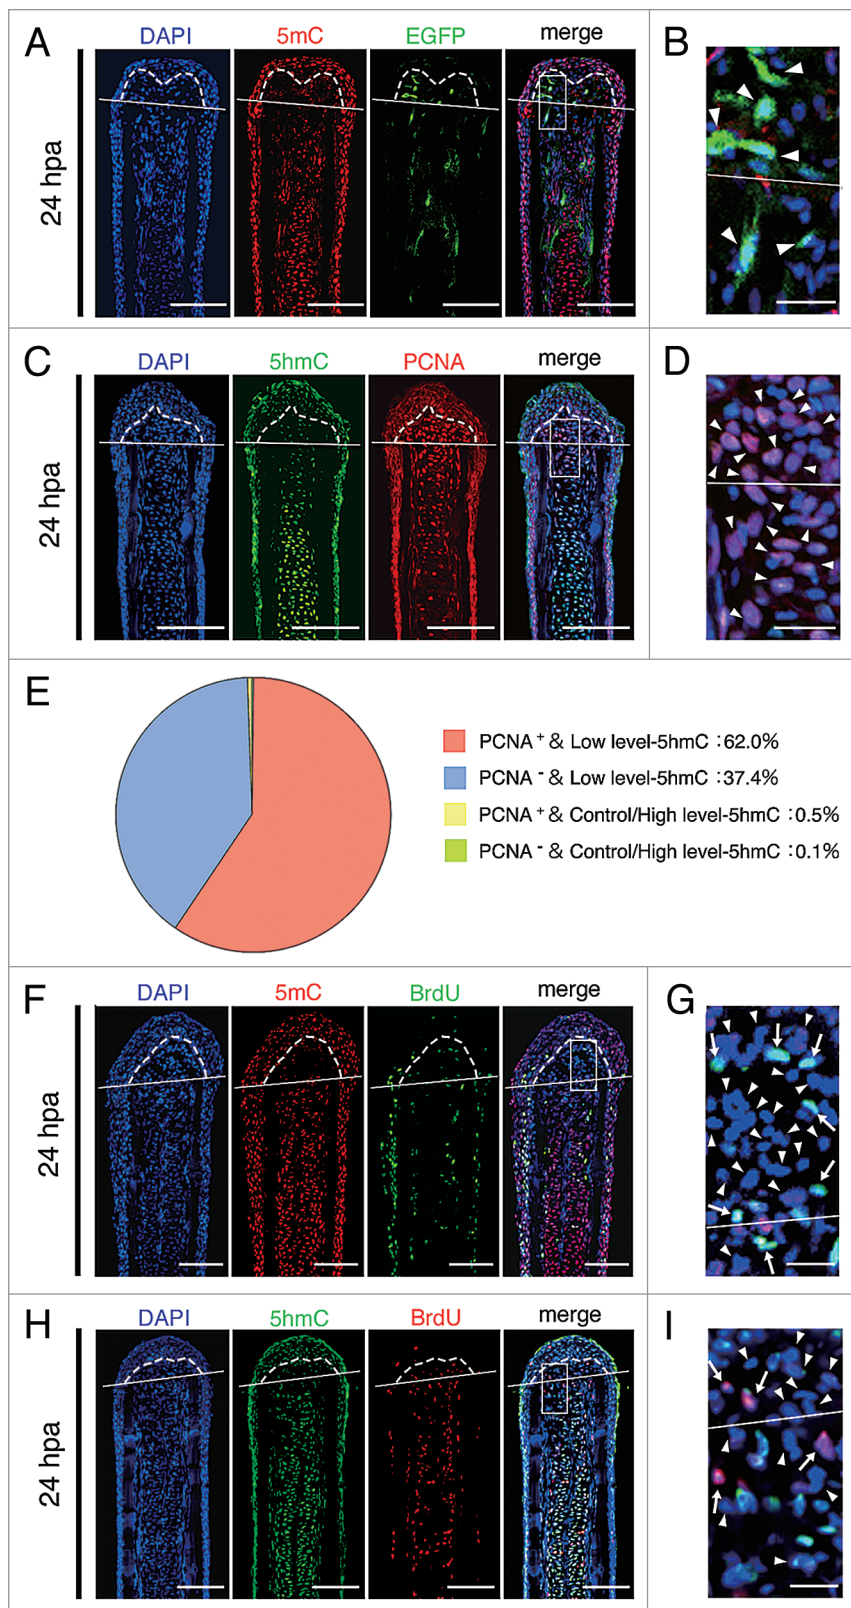 A DAPI 5mC EGFP merge B
24 hpa
C DAPI 5hmC PCNA merge D
24 hpa
E
PCNA + & Low level-5hmC : 62.0%
PCNA - & Low level-5hmC : 37.4%
PCNA + & Control/High level-5hmC : 0.5%
PCNA - & Control/High level-5hmC : 0.1%
F DAPI 5mC BrdU merge G
24 hpa
H DAPI 5hmC BrdU merge I
24 hpa